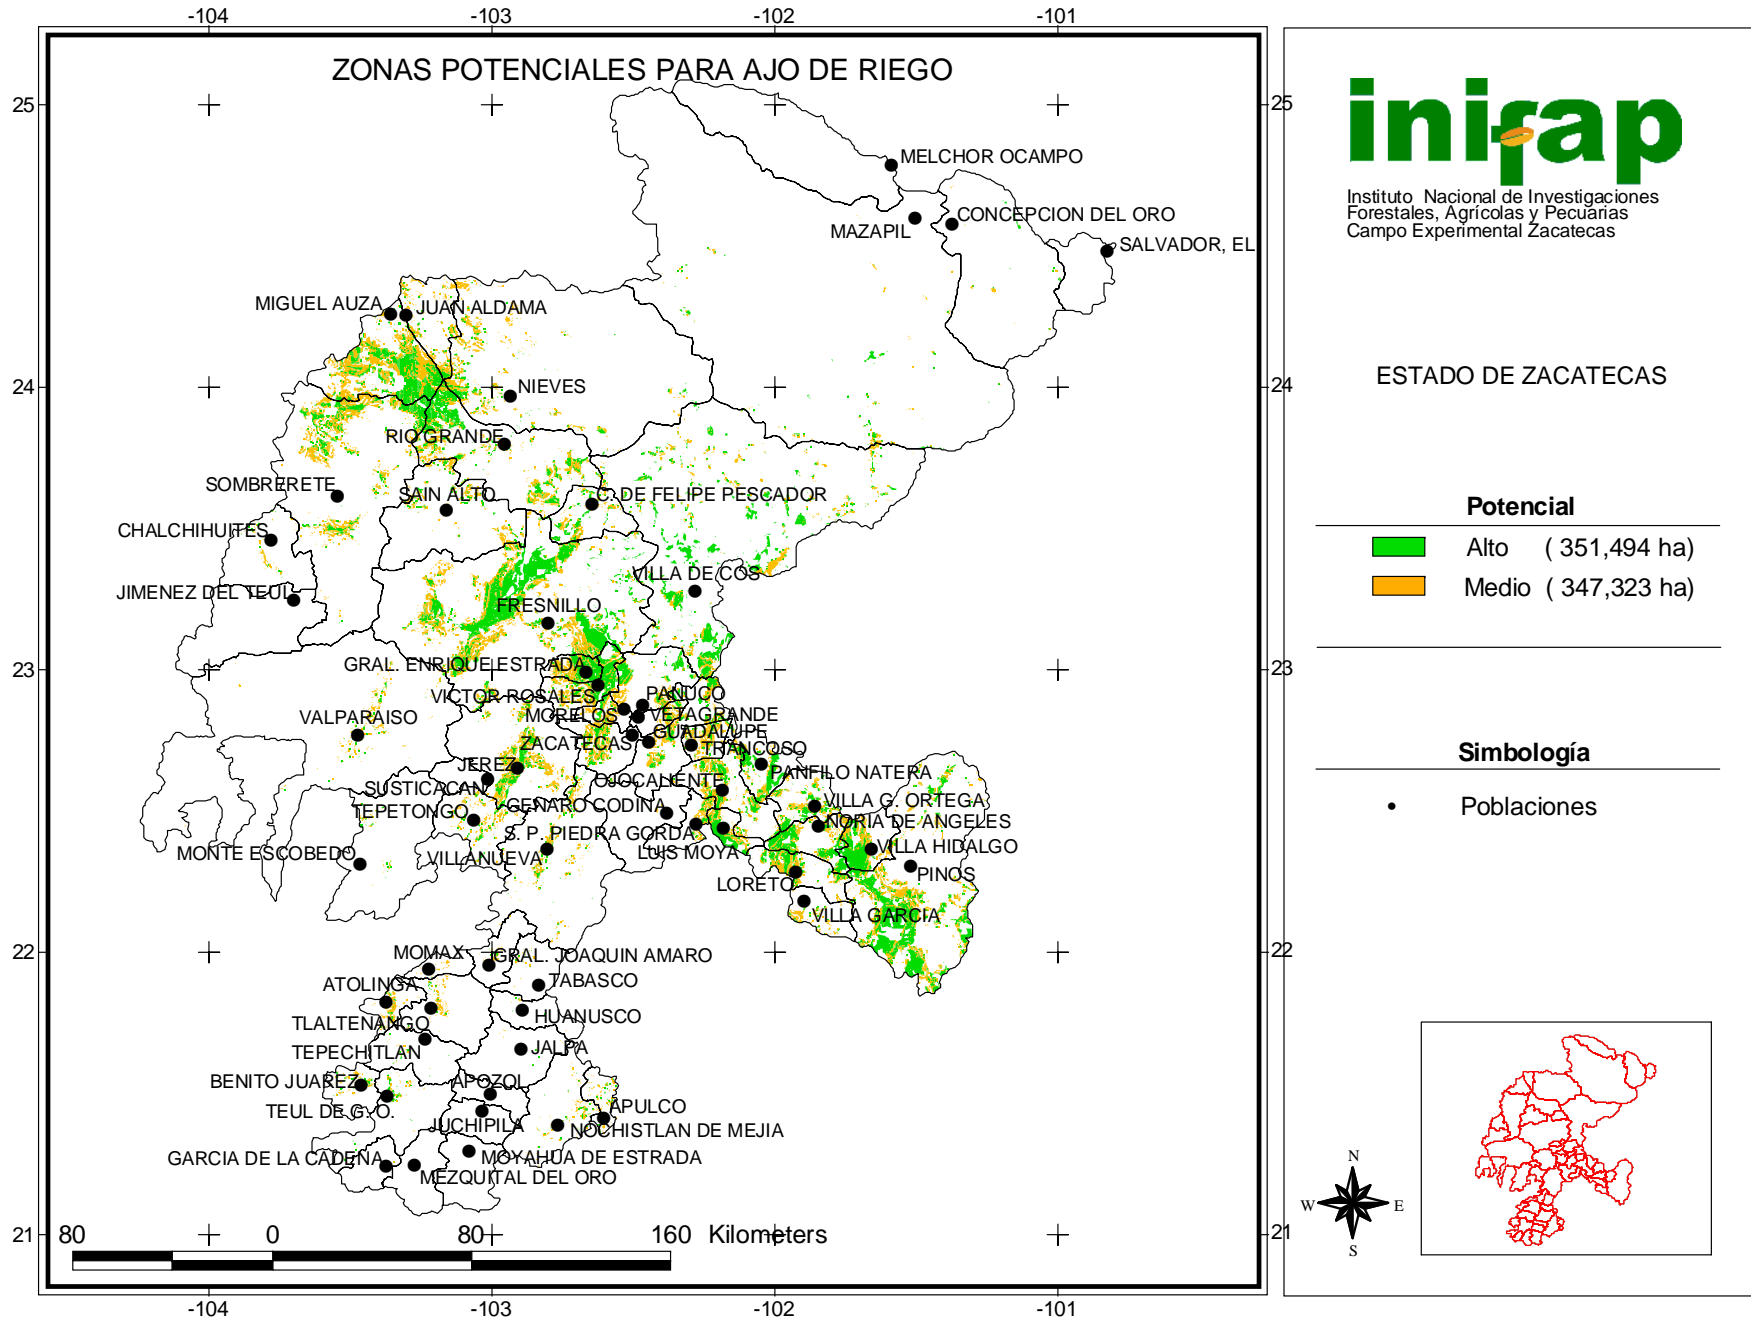 -104
-103
-102
-101
ZONAS POTENCIALES PARA AJO DE RIEGO
25
25
MELCHOR OCAMPO
CONCEPCION DEL ORO
MAZAPIL
SALVADOR, EL
MIGUEL AUZA
JUAN ALDAMA
24
24
NIEVES
RIO GRANDE
SOMBRERETE
SAIN ALTO
C. DE FELIPE PESCADOR
CHALCHIHUITES
VILLA DE COS
JIMENEZ DEL TEUL
FRESNILLO
23
23
GRAL. ENRIQUE ESTRADA
VICTOR ROSALES
PANUCO
VALPARAISO
MORELOS
VETAGRANDE
GUADALUPE
ZACATECAS
TRANCOSO
JEREZ
PANFILO NATERA
SUSTICACAN
OJOCALIENTE
TEPETONGO
GENARO CODINA
VILLA G. ORTEGA
NORIA DE ANGELES
S. P. PIEDRA GORDA
MONTE ESCOBEDO
VILLANUEVA
LUIS MOYA
VILLA HIDALGO
PINOS
LORETO
VILLA GARCIA
22
22
MOMAX
GRAL. JOAQUIN AMARO
ATOLINGA
TABASCO
TLALTENANGO
HUANUSCO
TEPECHITLAN
JALPA
BENITO JUAREZ
APOZOL
TEUL DE G. O.
APULCO
JUCHIPILA
NOCHISTLAN DE MEJIA
GARCIA DE LA CADENA
MOYAHUA DE ESTRADA
MEZQUITAL DEL ORO
21
21
80
0
80
160
Kilometers
-104
-103
-102
-101
inifap
Instituto Nacional de Investigaciones
Forestales, Agrícolas y Pecuarias
Campo Experimental Zacatecas
ESTADO DE ZACATECAS
Potencial
Alto ( 351,494 ha)
Medio ( 347,323 ha)
Simbología
Poblaciones
N
W
E
S